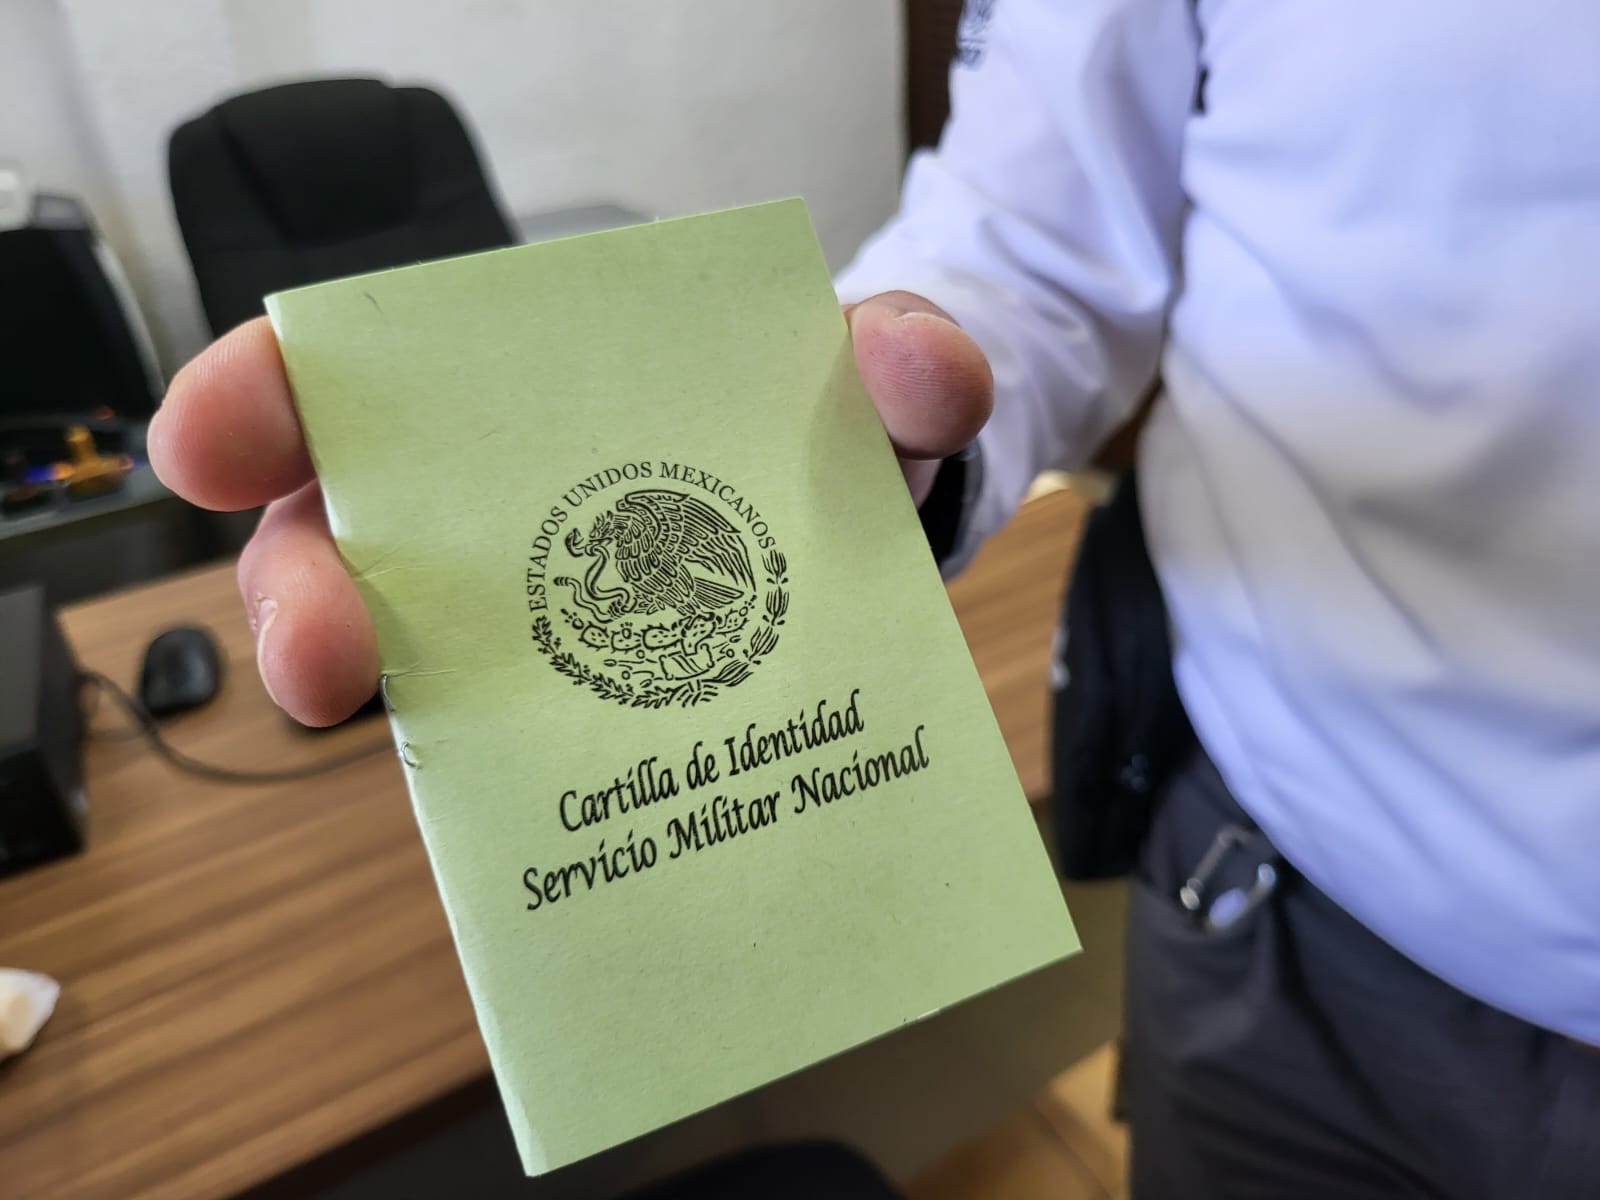 ESTADOS UNIDOS MEXICANOS
Cartilla de Identidad
Servicio Militar Nacional